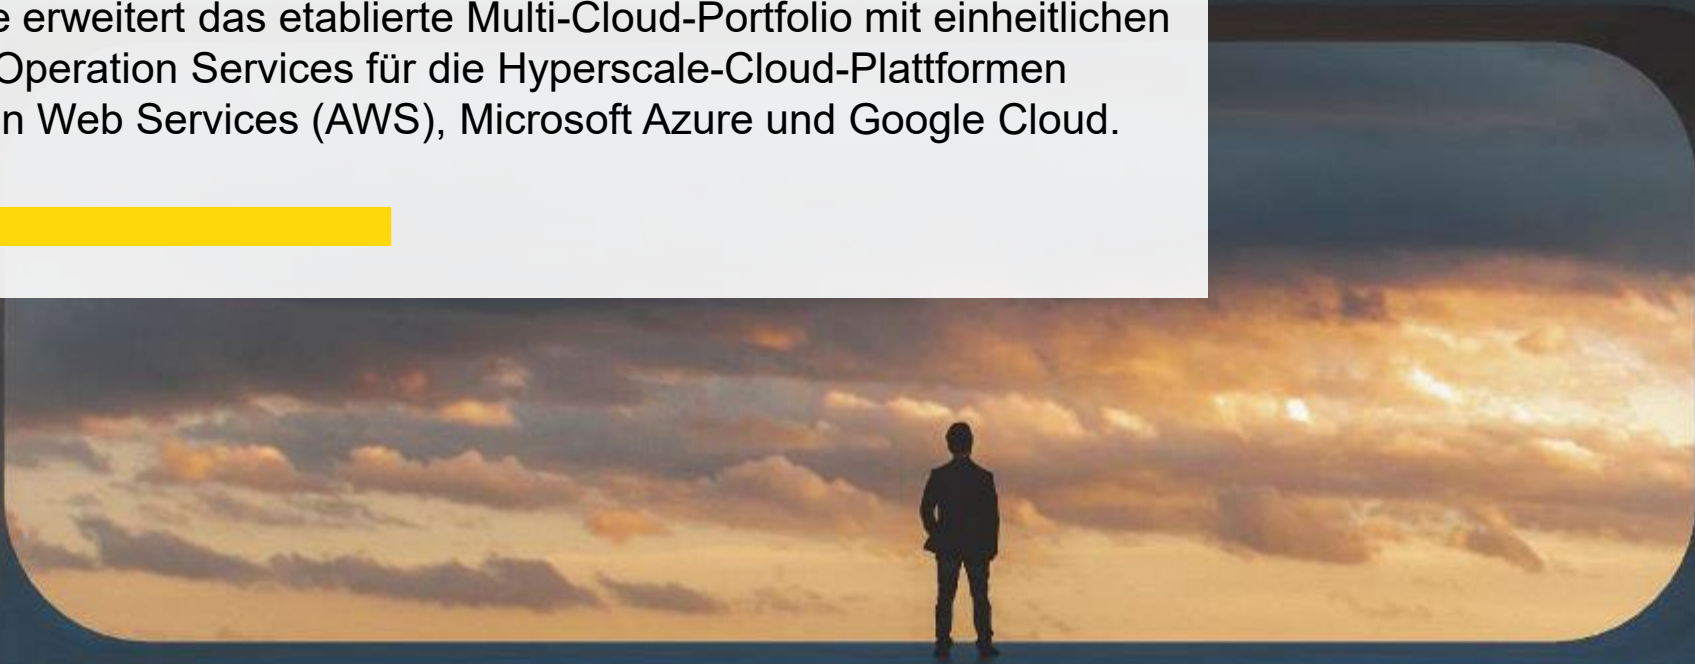 e erweitert das etablierte Multi-Cloud-Portfolio mit einheitlichen
Operation Services für die Hyperscale-Cloud-Plattformen
n Web Services (AWS), Microsoft Azure und Google Cloud.